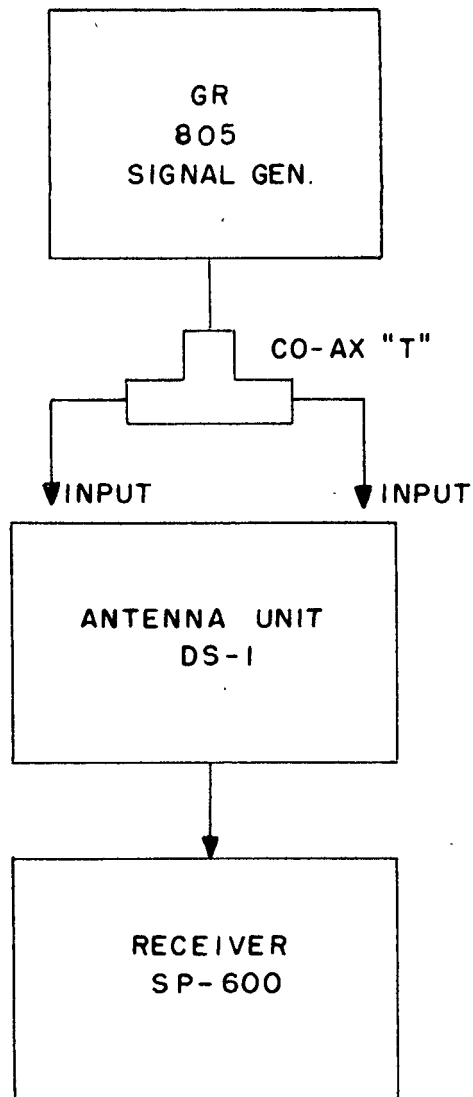 GR
805
SIGNAL GEN.
CO-AX "T"
INPUT INPUT
ANTENNA UNIT
DS-1
RECEIVER
SP-600